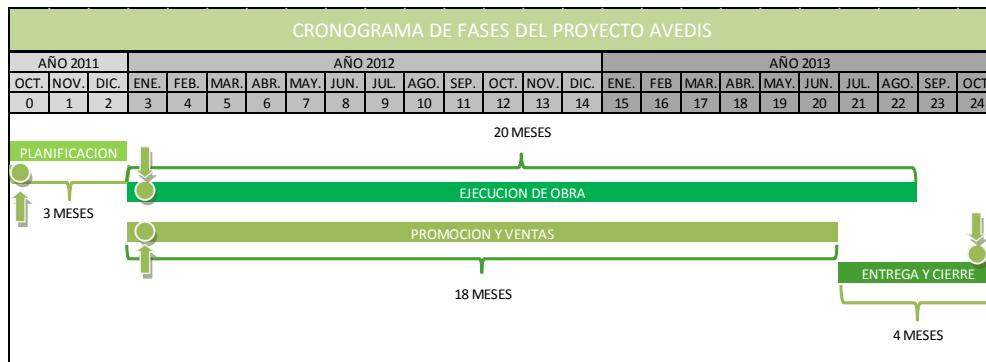 CRONOGRAMA DE FASES DEL PROYECTO AVEDIS
AÑO 2011 AÑO 2012 AÑO 2013
OCT. NOV. DIC. ENE. FEB. MAR. ABR. MAY. JUN. JUL. AGO. SEP. OCT. NOV. DIC. ENE. FEB MAR. ABR. MAY. JUN. JUL. AGO. SEP. OCT
0 1 2 3 4 5 6 7 8 9 10 11 12 13 14 15 16 17 18 19 20 21 22 23 24
20 MESES
PLANIFICACION
EJECUCION DE OBRA
3 MESES
PROMOCION Y VENTAS
ENTREGA Y CIERRE
18 MESES
4 MESES